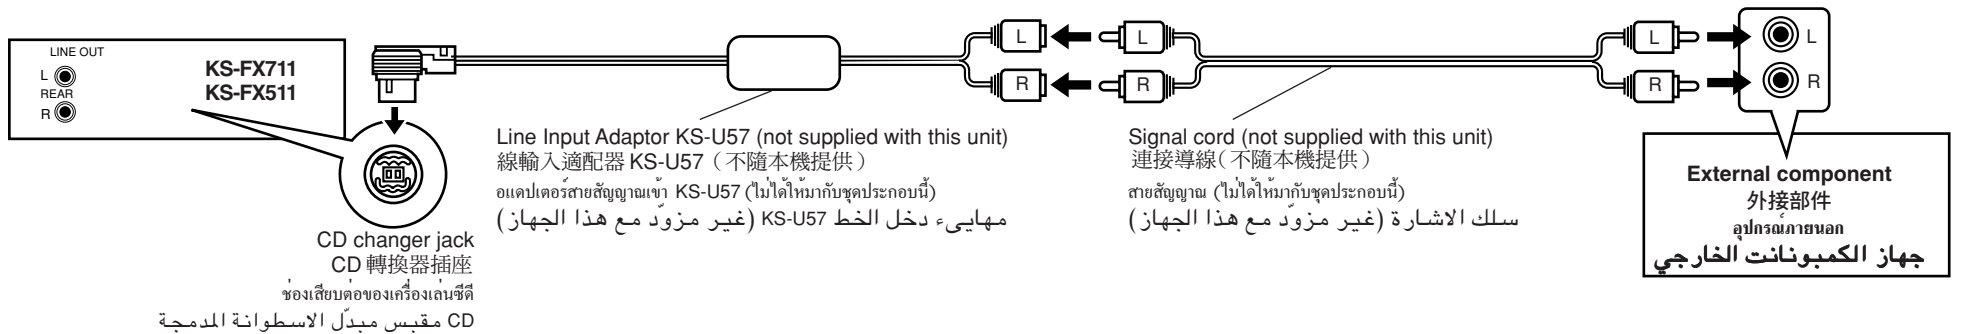 LINE OUT
L
REAR
R
KS-FX711
KS-FX511
CD changer jack
CD 轉換器插座
ช่องเสียบต่อของเครื่องเล่นซีดี
مقبس مبدّل الاسطوانة المدمجة CD
L
R
L
R
Line Input Adaptor KS-U57 (not supplied with this unit)
線輸入適配器 KS-U57（不隨本機提供）
อแดปเตอร์สายสัญญาณเข้า KS-U57 (ไม่ได้ให้มากับชุดประกอบนี้)
مهايىء دخل الخط KS-U57 (غير مزوّد مع هذا الجهاز)
Signal cord (not supplied with this unit)
連接導線（不隨本機提供）
สายสัญญาณ (ไม่ได้ให้มากับชุดประกอบนี้)
سلك الاشارة (غير مزوّد مع هذا الجهاز)
L
R
L
R
External component
外接部件
อุปกรณ์ภายนอก
جهاز الكمبونانت الخارجي